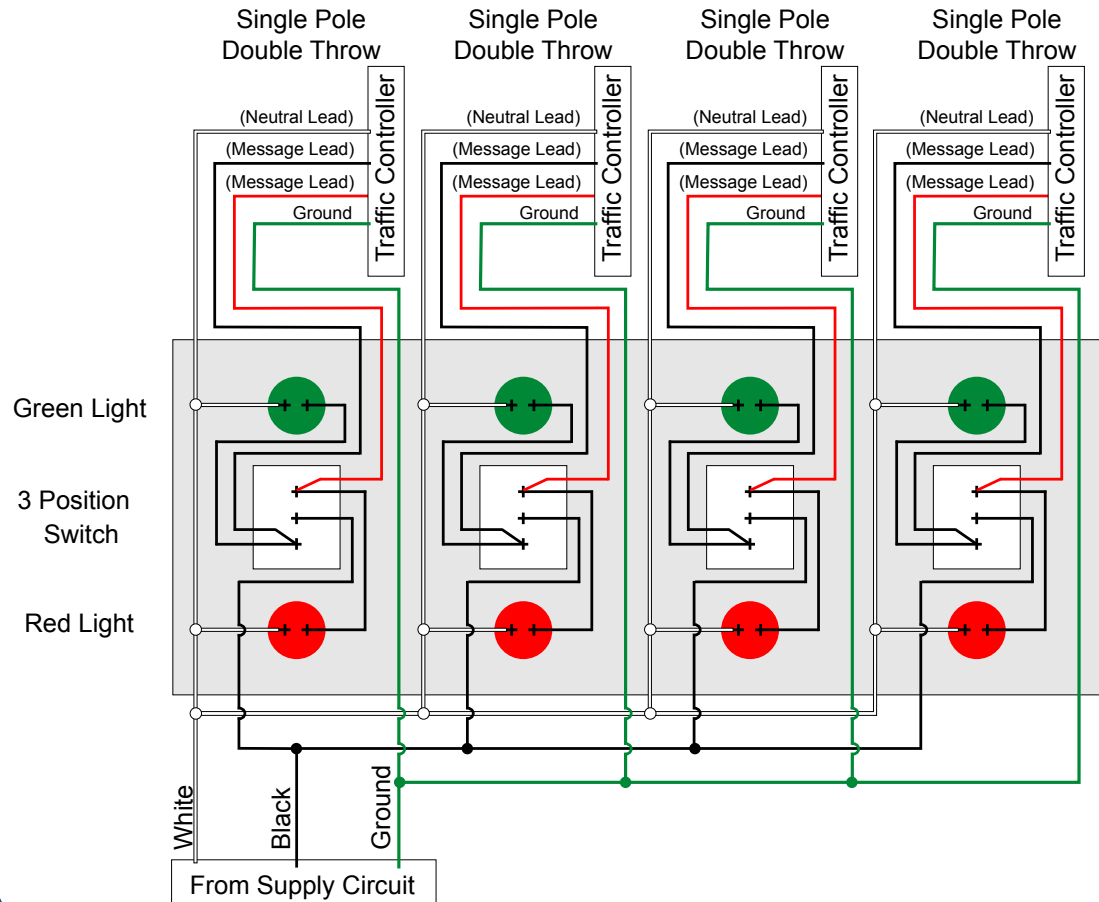 Single Pole
Double Throw
Single Pole
Double Throw
Single Pole
Double Throw
Single Pole
Double Throw
(Neutral Lead)
(Message Lead)
(Message Lead)
Ground
Traffic Controller
(Neutral Lead)
(Message Lead)
(Message Lead)
Ground
Traffic Controller
(Neutral Lead)
(Message Lead)
(Message Lead)
Ground
Traffic Controller
(Neutral Lead)
(Message Lead)
(Message Lead)
Ground
Traffic Controller
Green Light
3 Position
Switch
Red Light
White
Black
Ground
From Supply Circuit